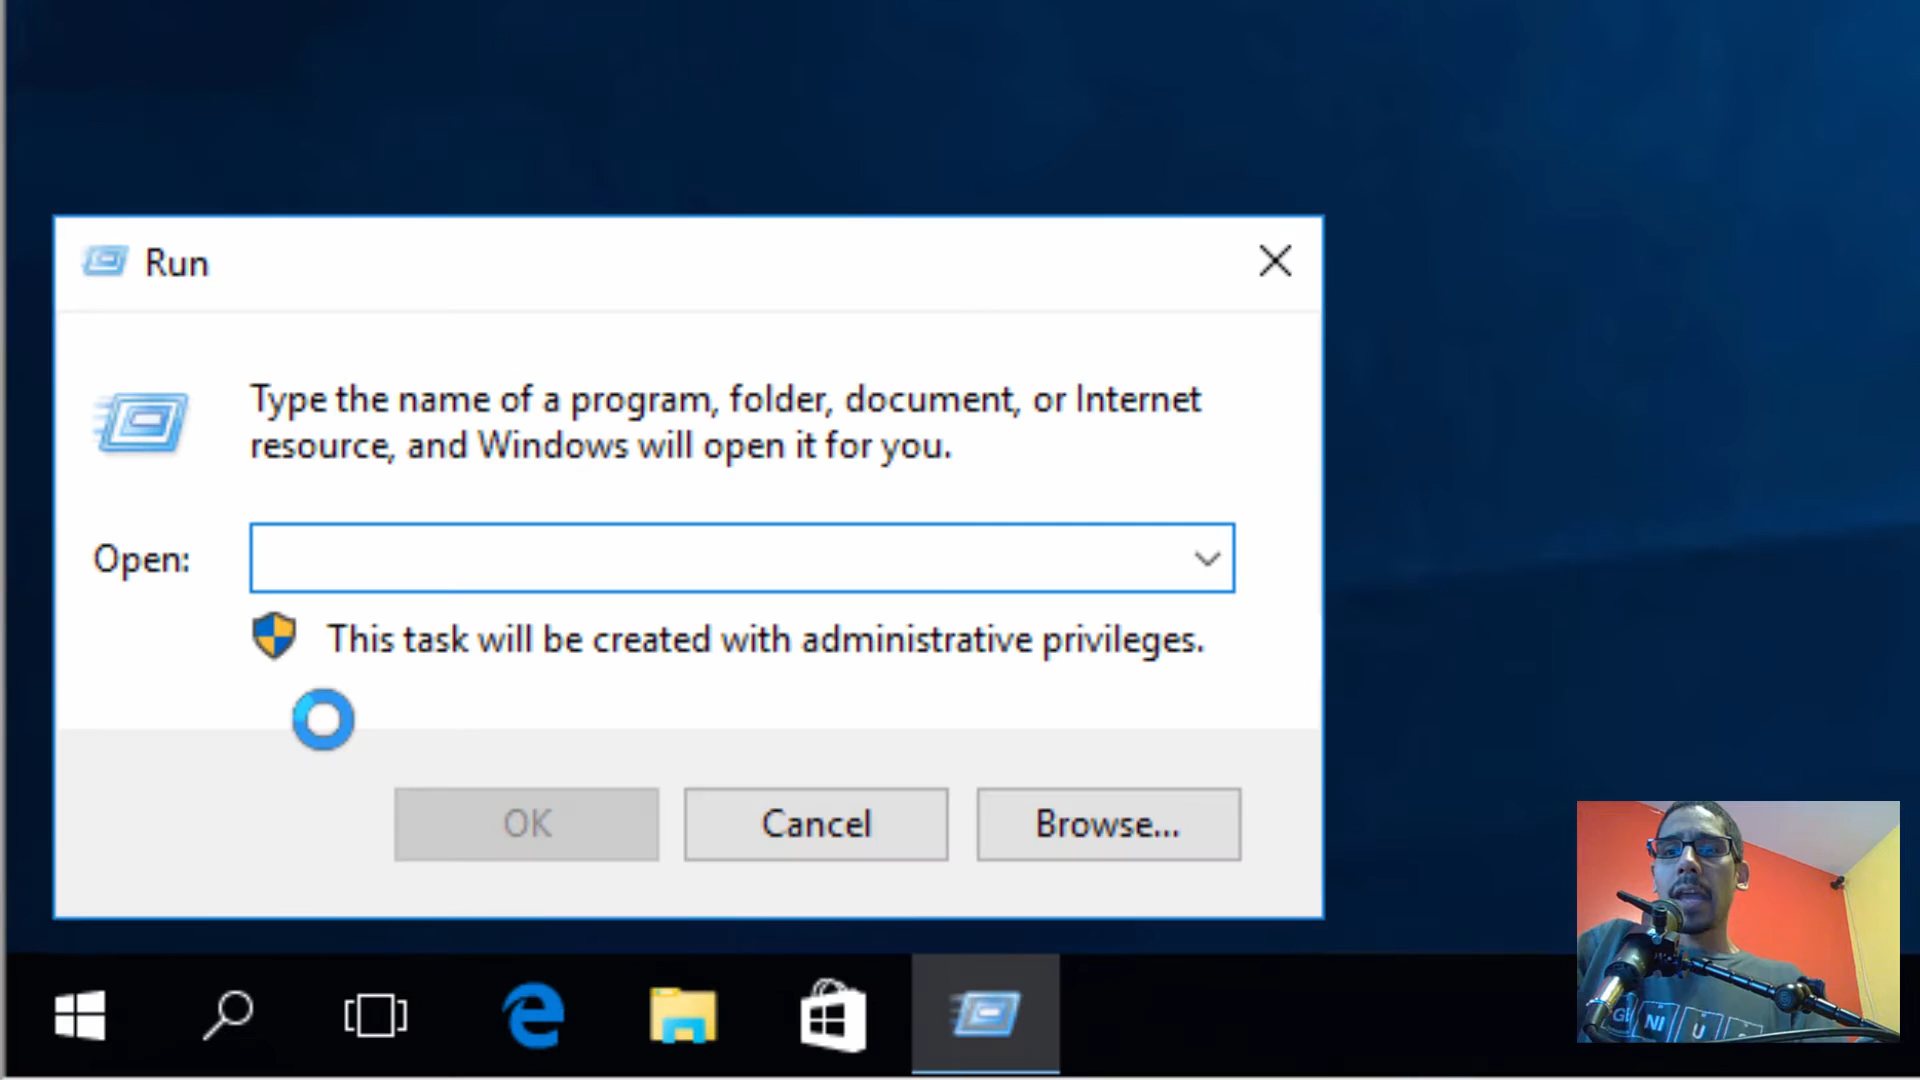 Run
Type the name of a program, folder, document, or Internet
resource, and Windows will open it for you.
Open:
This task will be created with administrative privileges.
OK
Cancel
Browse...
NI
U